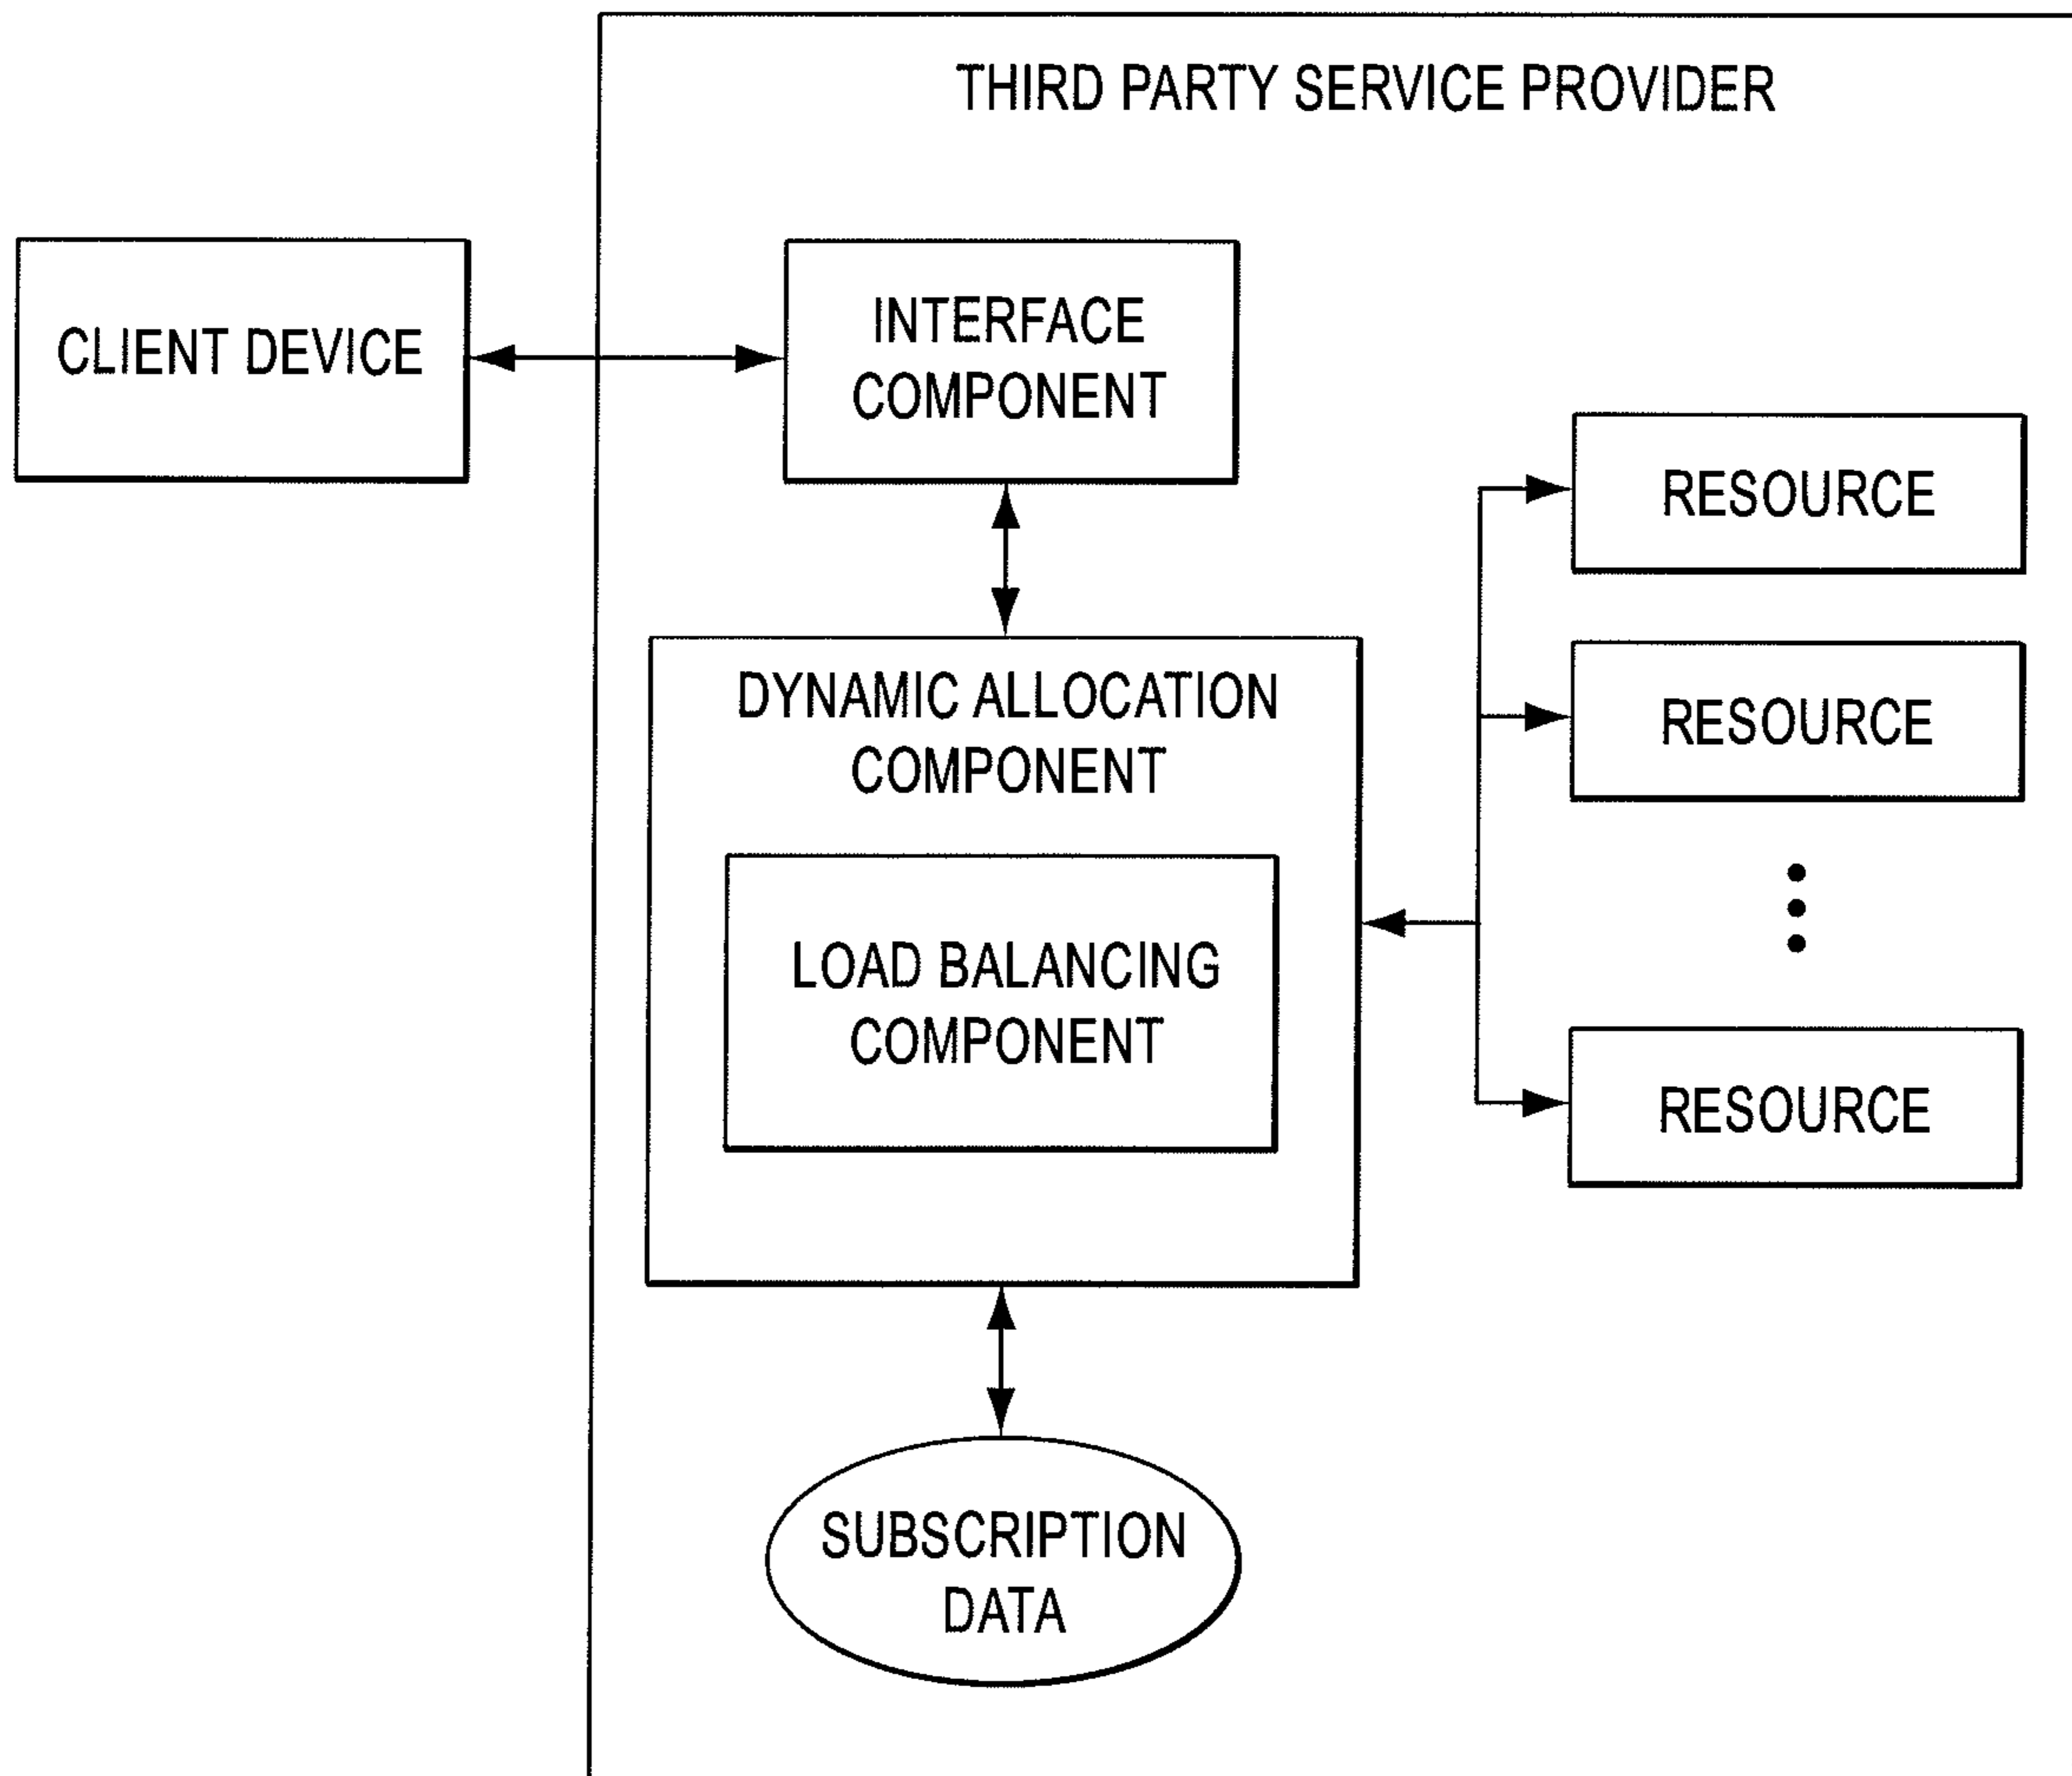 THIRD PARTY SERVICE PROVIDER
CLIENT DEVICE
INTERFACE
COMPONENT
RESOURCE
DYNAMIC ALLOCATION
COMPONENT
RESOURCE
LOAD BALANCING
COMPONENT
RESOURCE
SUBSCRIPTION
DATA